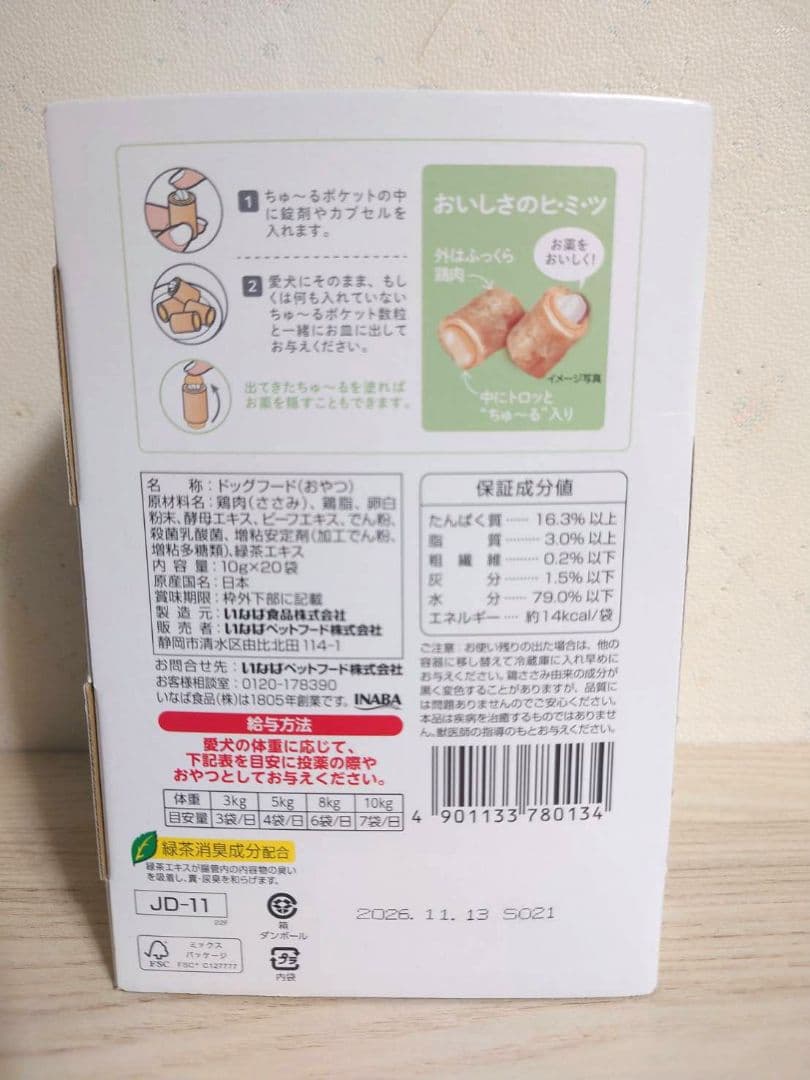 1 ちゅ〜るポケットの中
に錠剤やカプセルを
入れます。
2 愛犬にそのまま、もし
くは何も入れていない
ちゅ〜るポケット数粒
と一緒にお皿に出して
お与えください。
出てきたちゅ〜るを塗れば
お薬を隠すこともできます。
おいしさのヒ・ミ・ツ
外はふっくら
鶏肉
お薬を
おいしく!
イメージ写真
中にトロッと
“ちゅ〜る”入り
名 称:ドッグフード(おやつ)
原材料名:鶏肉(ささみ)、鶏脂、卵白
粉末、酵母エキス、ビーフエキス、でん粉、
殺菌乳酸菌、増粘安定剤(加工でん粉、
増粘多糖類)、緑茶エキス
内 容 量:10g×20袋
原産国名:日本
賞味期限:枠外下部に記載
製 造 元:いなば食品株式会社
販 売 者:いなばペットフード株式会社
静岡市清水区由比北田114-1
お問合せ先:いなばペットフード株式会社
お客様相談室:0120-178390
いなば食品(株)は1805年創業です。 INABA
保証成分値
たんぱく質 …… 16.3%以上
脂 質 …… 3.0%以上
粗 繊 維 …… 0.2%以下
灰 分 …… 1.5%以下
水 分 …… 79.0%以下
エネルギー … 約14kcal/袋
ご注意:お使い残りの出た場合は、他の
容器に移し替えて冷蔵庫に入れ早めに
お与えください。鶏ささみ由来の成分が
黒く変色することがありますが、品質に
は問題ありませんのでご安心ください。
本品は疾病を治癒するものではありませ
ん。獣医師の指導のもとお与えください。
給与方法
愛犬の体重に応じて、
下記表を目安に投薬の際や
おやつとしてお与えください。
体重 3kg 5kg 8kg 10kg
目安量 3袋/日 4袋/日 6袋/日 7袋/日
4 901133 780134
緑茶消臭成分配合
緑茶エキスが腸管内の内容物の臭い
を吸着し、糞・尿臭を和らげます。
JD-11
22F
箱
ダンボール
2026.11.13 S021
FSC
ミックス
パッケージ
FSC® C127777
プラ
内袋